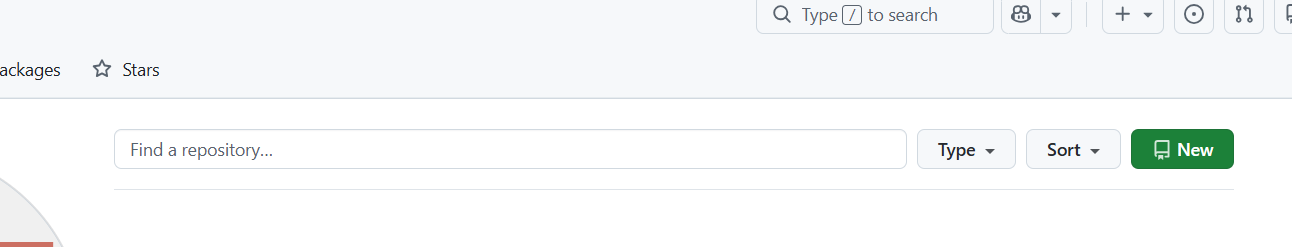 Type / to search
ackages Stars
Find a repository... Type Sort New